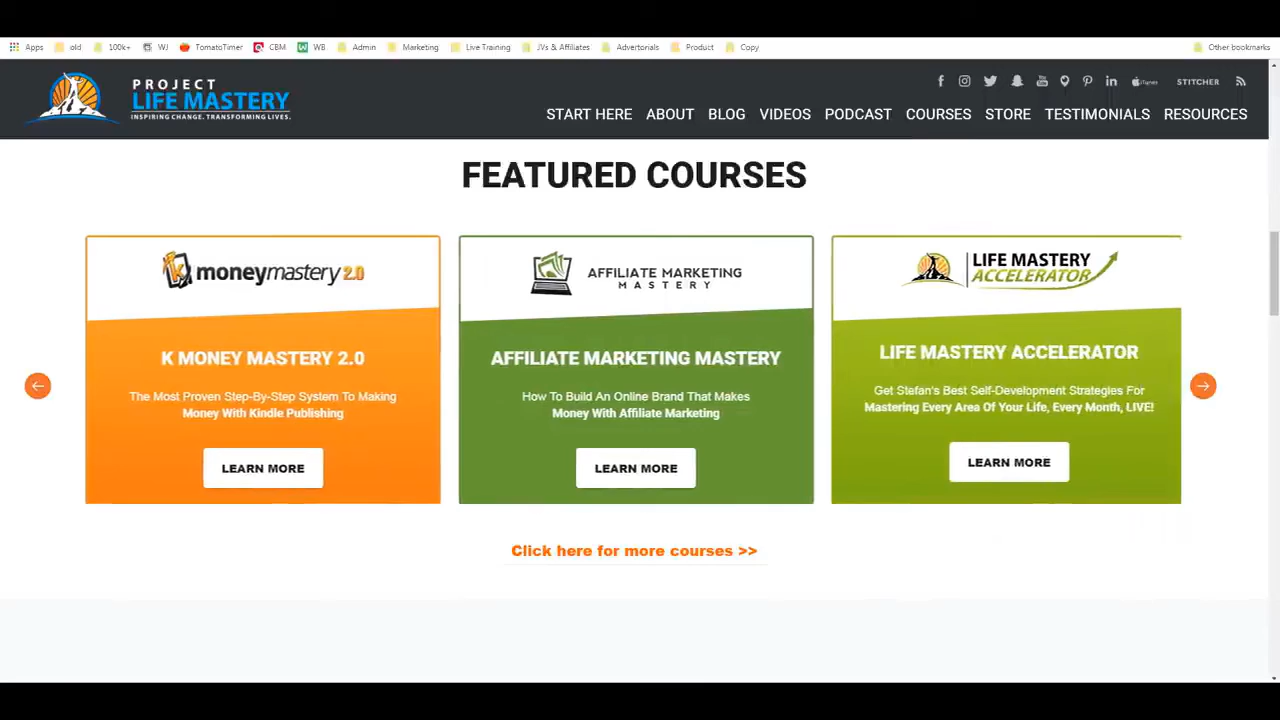 Apps old 100k+ WJ TomatoTimer CBM WB Admin Marketing Live Training JVs & Affiliates Advertorials Product Copy Other bookmarks
PROJECT
LIFE MASTERY
INSPIRING CHANGE. TRANSFORMING LIVES.
iTunes STITCHER
START HERE ABOUT BLOG VIDEOS PODCAST COURSES STORE TESTIMONIALS RESOURCES
FEATURED COURSES
k moneymastery 2.0
K MONEY MASTERY 2.0
The Most Proven Step-By-Step System To Making
Money With Kindle Publishing
LEARN MORE
AFFILIATE MARKETING
MASTERY
AFFILIATE MARKETING MASTERY
How To Build An Online Brand That Makes
Money With Affiliate Marketing
LEARN MORE
LIFE MASTERY
ACCELERATOR
LIFE MASTERY ACCELERATOR
Get Stefan's Best Self-Development Strategies For
Mastering Every Area Of Your Life, Every Month, LIVE!
LEARN MORE
Click here for more courses >>